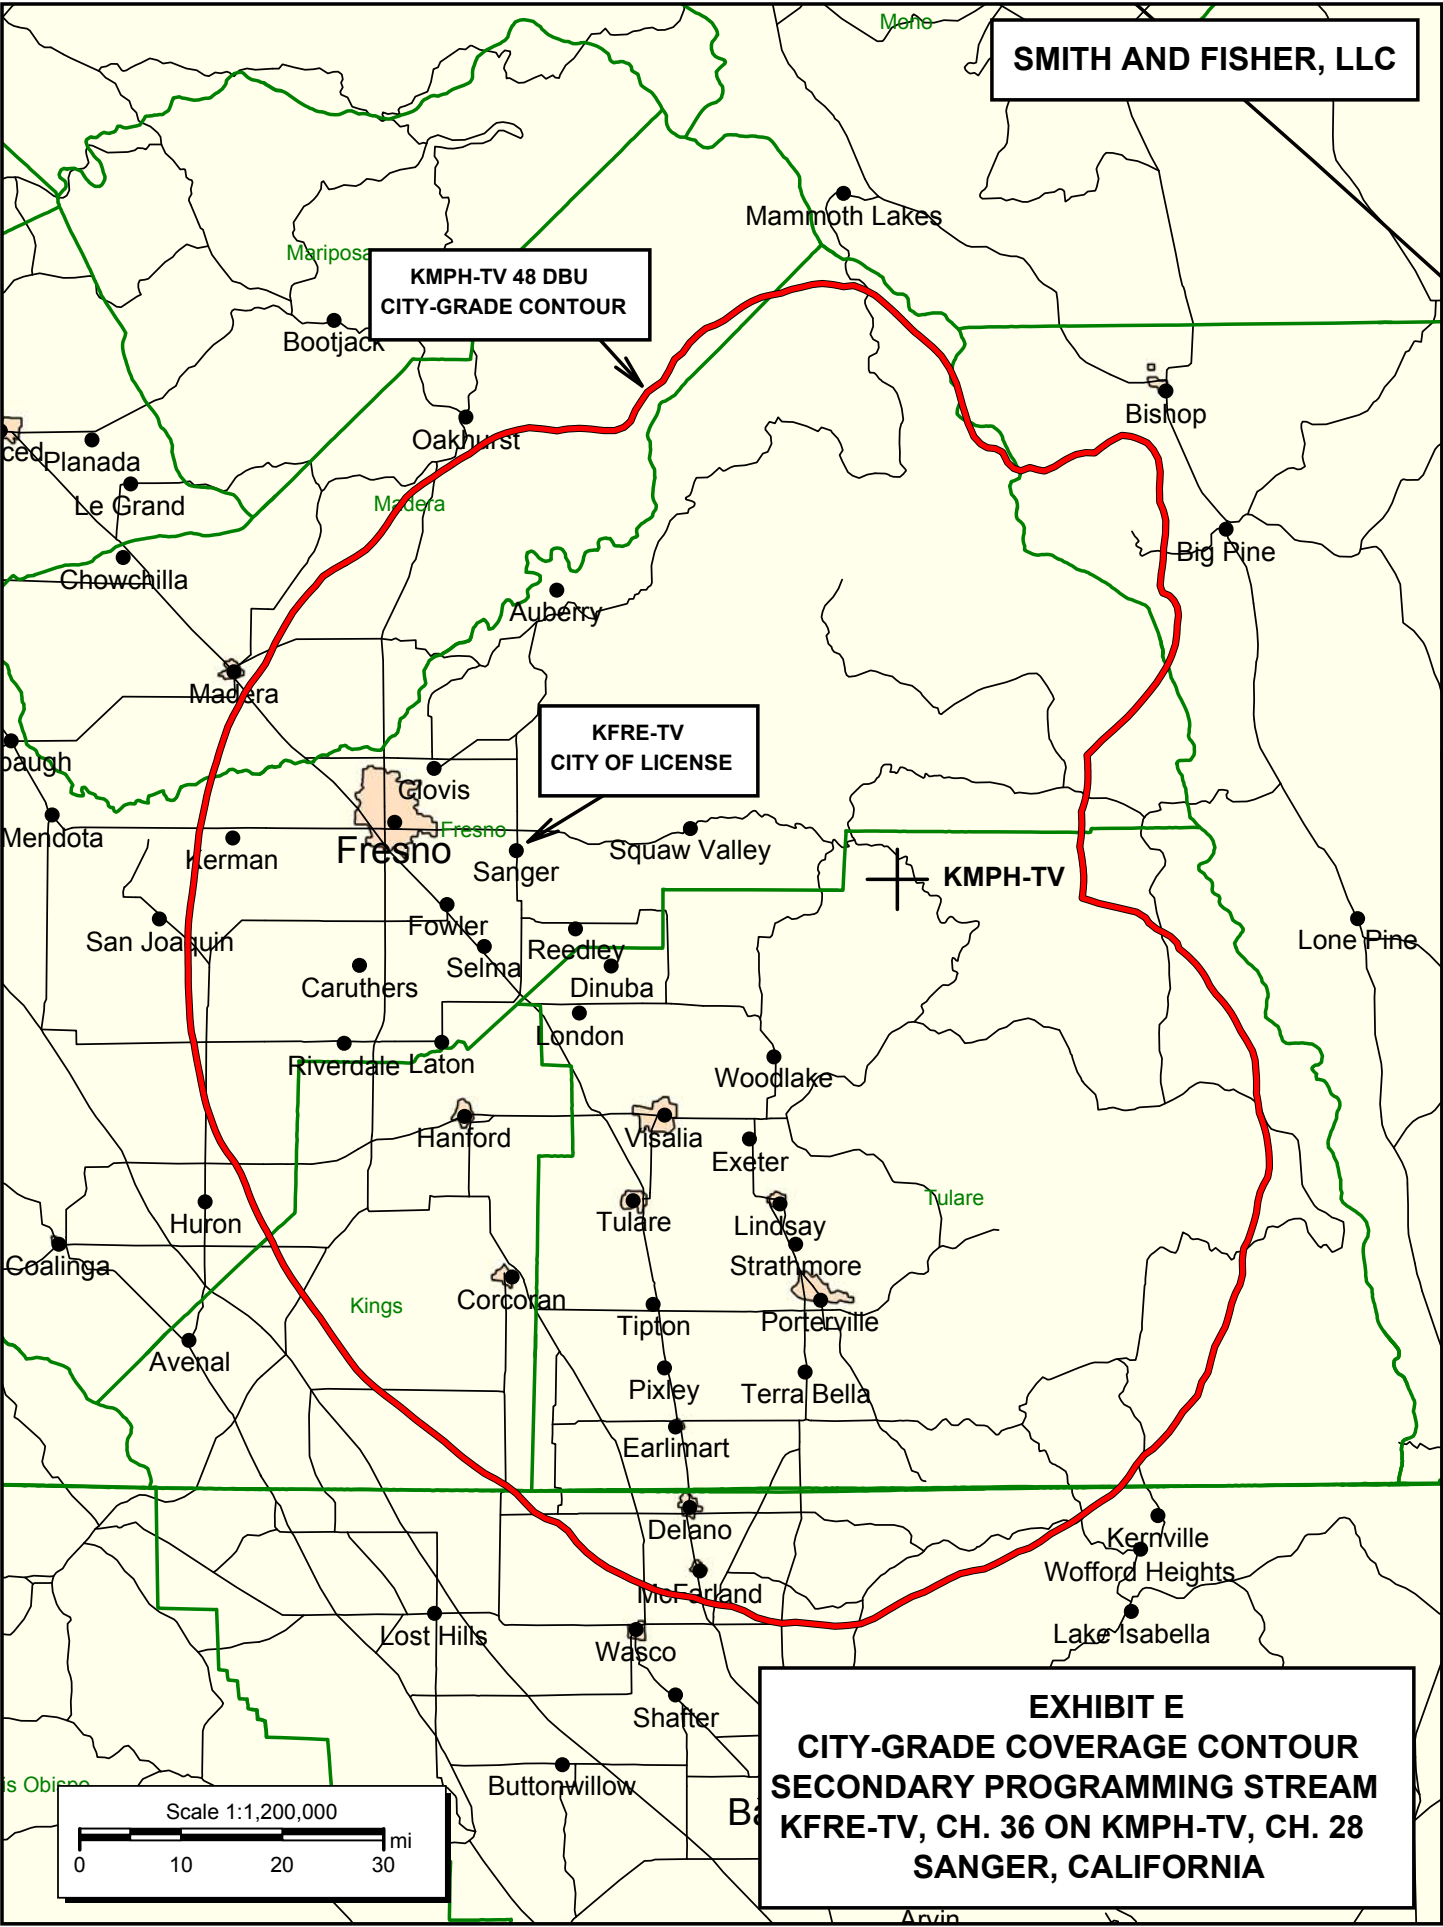 Mono
SMITH AND FISHER, LLC
Mammoth Lakes
Mariposa
KMPH-TV 48 DBU
CITY-GRADE CONTOUR
Bootjack
Bishop
Oakhurst
ced
Planada
Le Grand
Madera
Big Pine
Chowchilla
Auberry
Madera
KFRE-TV
CITY OF LICENSE
baugh
Clovis
Mendota
Fresno
Kerman
Fresno
Squaw Valley
Sanger
KMPH-TV
Fowler
San Joaquin
Reedley
Lone Pine
Selma
Caruthers
Dinuba
London
Riverdale
Laton
Woodlake
Hanford
Visalia
Exeter
Tulare
Huron
Tulare
Lindsay
Coalinga
Strathmore
Corcoran
Kings
Tipton
Porterville
Avenal
Pixley
Terra Bella
Earlimart
Delano
Kernville
Wofford Heights
McFarland
Lost Hills
Lake Isabella
Wasco
Shafter
Buttonwillow
is Obispo
Ba
EXHIBIT E
CITY-GRADE COVERAGE CONTOUR
SECONDARY PROGRAMMING STREAM
KFRE-TV, CH. 36 ON KMPH-TV, CH. 28
SANGER, CALIFORNIA
Scale 1:1,200,000
mi
0 10 20 30
Arvin